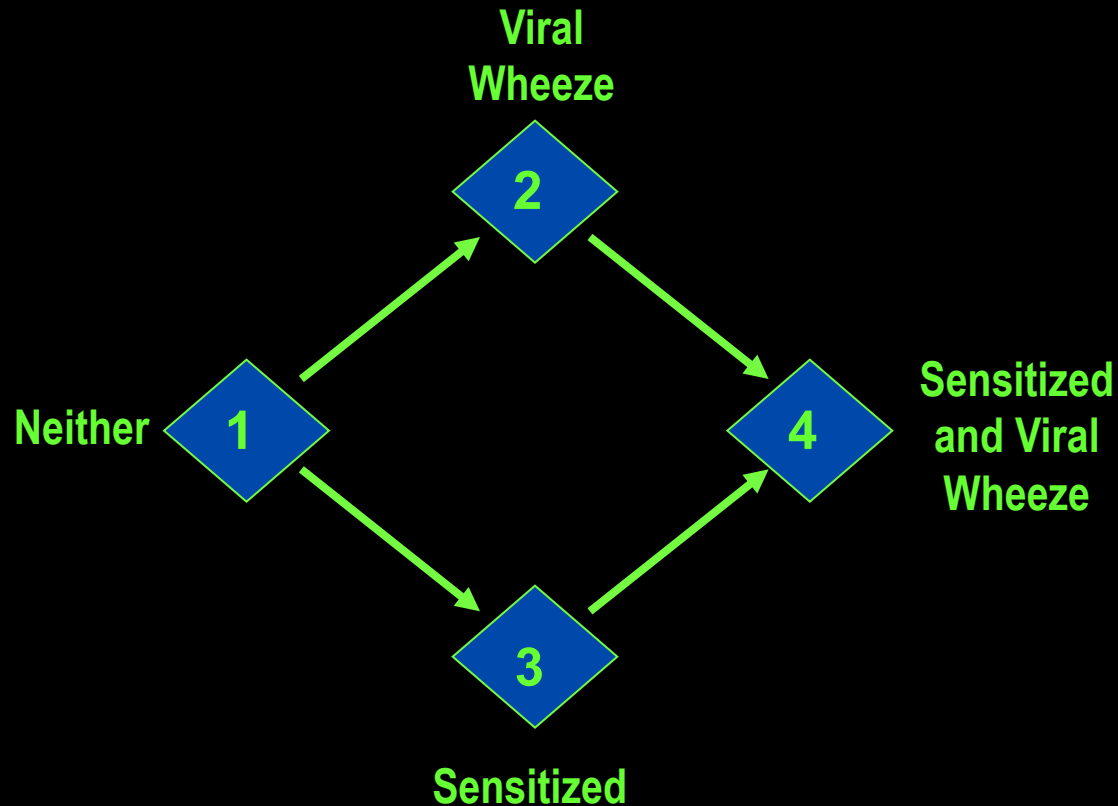 Viral
Wheeze
2
Neither
1
4
Sensitized
and Viral
Wheeze
3
Sensitized